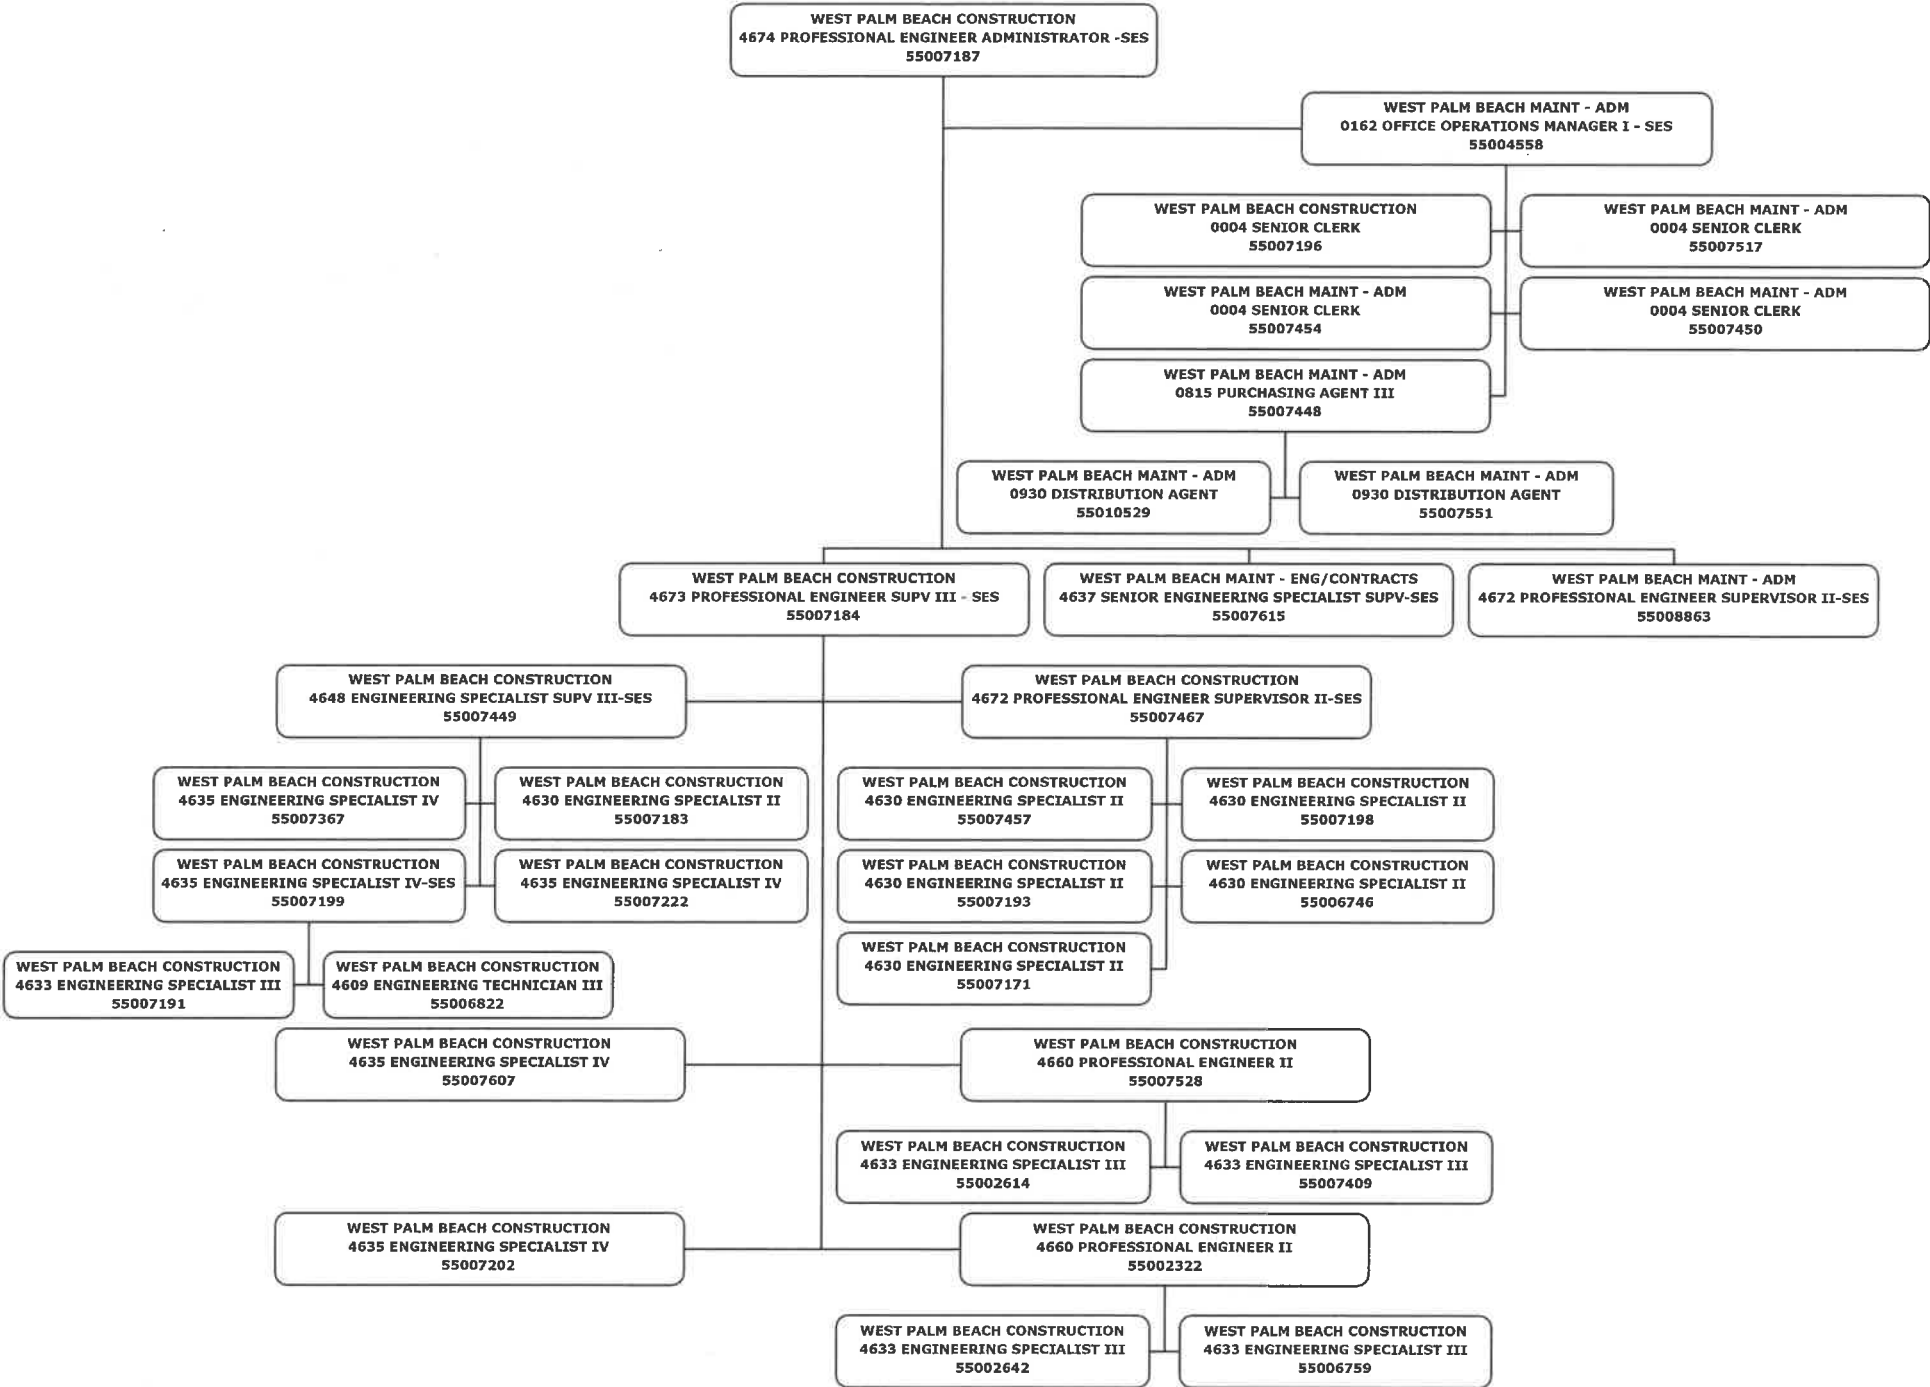 WEST PALM BEACH CONSTRUCTION
4674 PROFESSIONAL ENGINEER ADMINISTRATOR -SES
55007187
WEST PALM BEACH MAINT - ADM
0162 OFFICE OPERATIONS MANAGER I - SES
55004558
WEST PALM BEACH CONSTRUCTION
0004 SENIOR CLERK
55007196
WEST PALM BEACH MAINT - ADM
0004 SENIOR CLERK
55007517
WEST PALM BEACH MAINT - ADM
0004 SENIOR CLERK
55007454
WEST PALM BEACH MAINT - ADM
0004 SENIOR CLERK
55007450
WEST PALM BEACH MAINT - ADM
0815 PURCHASING AGENT III
55007448
WEST PALM BEACH MAINT - ADM
0930 DISTRIBUTION AGENT
55010529
WEST PALM BEACH MAINT - ADM
0930 DISTRIBUTION AGENT
55007551
WEST PALM BEACH CONSTRUCTION
4673 PROFESSIONAL ENGINEER SUPV III - SES
55007184
WEST PALM BEACH MAINT - ENG/CONTRACTS
4637 SENIOR ENGINEERING SPECIALIST SUPV-SES
55007615
WEST PALM BEACH MAINT - ADM
4672 PROFESSIONAL ENGINEER SUPERVISOR II-SES
55008863
WEST PALM BEACH CONSTRUCTION
4648 ENGINEERING SPECIALIST SUPV III-SES
55007449
WEST PALM BEACH CONSTRUCTION
4672 PROFESSIONAL ENGINEER SUPERVISOR II-SES
55007467
WEST PALM BEACH CONSTRUCTION
4635 ENGINEERING SPECIALIST IV
55007367
WEST PALM BEACH CONSTRUCTION
4630 ENGINEERING SPECIALIST II
55007183
WEST PALM BEACH CONSTRUCTION
4630 ENGINEERING SPECIALIST II
55007457
WEST PALM BEACH CONSTRUCTION
4630 ENGINEERING SPECIALIST II
55007198
WEST PALM BEACH CONSTRUCTION
4635 ENGINEERING SPECIALIST IV-SES
55007199
WEST PALM BEACH CONSTRUCTION
4635 ENGINEERING SPECIALIST IV
55007222
WEST PALM BEACH CONSTRUCTION
4630 ENGINEERING SPECIALIST II
55007193
WEST PALM BEACH CONSTRUCTION
4630 ENGINEERING SPECIALIST II
55006746
WEST PALM BEACH CONSTRUCTION
4633 ENGINEERING SPECIALIST III
55007191
WEST PALM BEACH CONSTRUCTION
4609 ENGINEERING TECHNICIAN III
55006822
WEST PALM BEACH CONSTRUCTION
4630 ENGINEERING SPECIALIST II
55007171
WEST PALM BEACH CONSTRUCTION
4635 ENGINEERING SPECIALIST IV
55007607
WEST PALM BEACH CONSTRUCTION
4660 PROFESSIONAL ENGINEER II
55007528
WEST PALM BEACH CONSTRUCTION
4633 ENGINEERING SPECIALIST III
55002614
WEST PALM BEACH CONSTRUCTION
4633 ENGINEERING SPECIALIST III
55007409
WEST PALM BEACH CONSTRUCTION
4635 ENGINEERING SPECIALIST IV
55007202
WEST PALM BEACH CONSTRUCTION
4660 PROFESSIONAL ENGINEER II
55002322
WEST PALM BEACH CONSTRUCTION
4633 ENGINEERING SPECIALIST III
55002642
WEST PALM BEACH CONSTRUCTION
4633 ENGINEERING SPECIALIST III
55006759